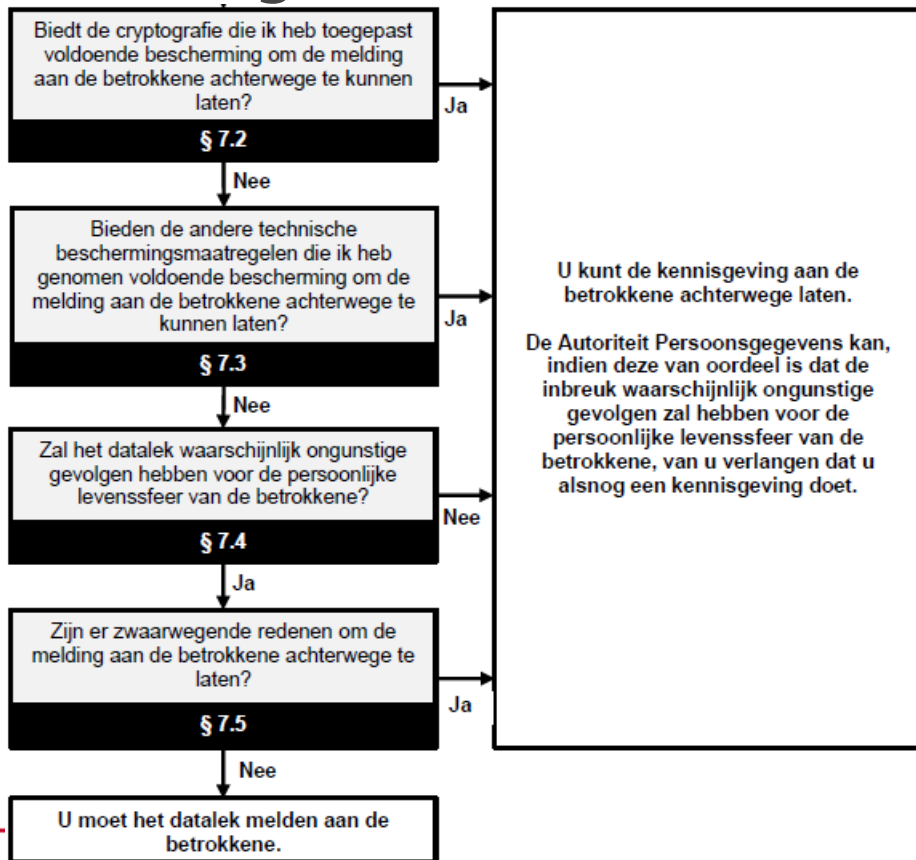 Biedt de cryptografie die ik heb toegepast
voldoende bescherming om de melding
aan de betrokkene achterwege te kunnen
laten?
§ 7.2
Ja
Nee
Bieden de andere technische
beschermingsmaatregelen die ik heb
genomen voldoende bescherming om de
melding aan de betrokkene achterwege te
kunnen laten?
§ 7.3
Ja
Nee
Zal het datalek waarschijnlijk ongunstige
gevolgen hebben voor de persoonlijke
levenssfeer van de betrokkene?
§ 7.4
Nee
Ja
Zijn er zwaarwegende redenen om de
melding aan de betrokkene achterwege te
laten?
§ 7.5
Ja
Nee
U moet het datalek melden aan de
betrokkene.
U kunt de kennisgeving aan de
betrokkene achterwege laten.
De Autoriteit Persoonsgegevens kan,
indien deze van oordeel is dat de
inbreuk waarschijnlijk ongunstige
gevolgen zal hebben voor de
persoonlijke levenssfeer van de
betrokkene, van u verlangen dat u
alsnog een kennisgeving doet.